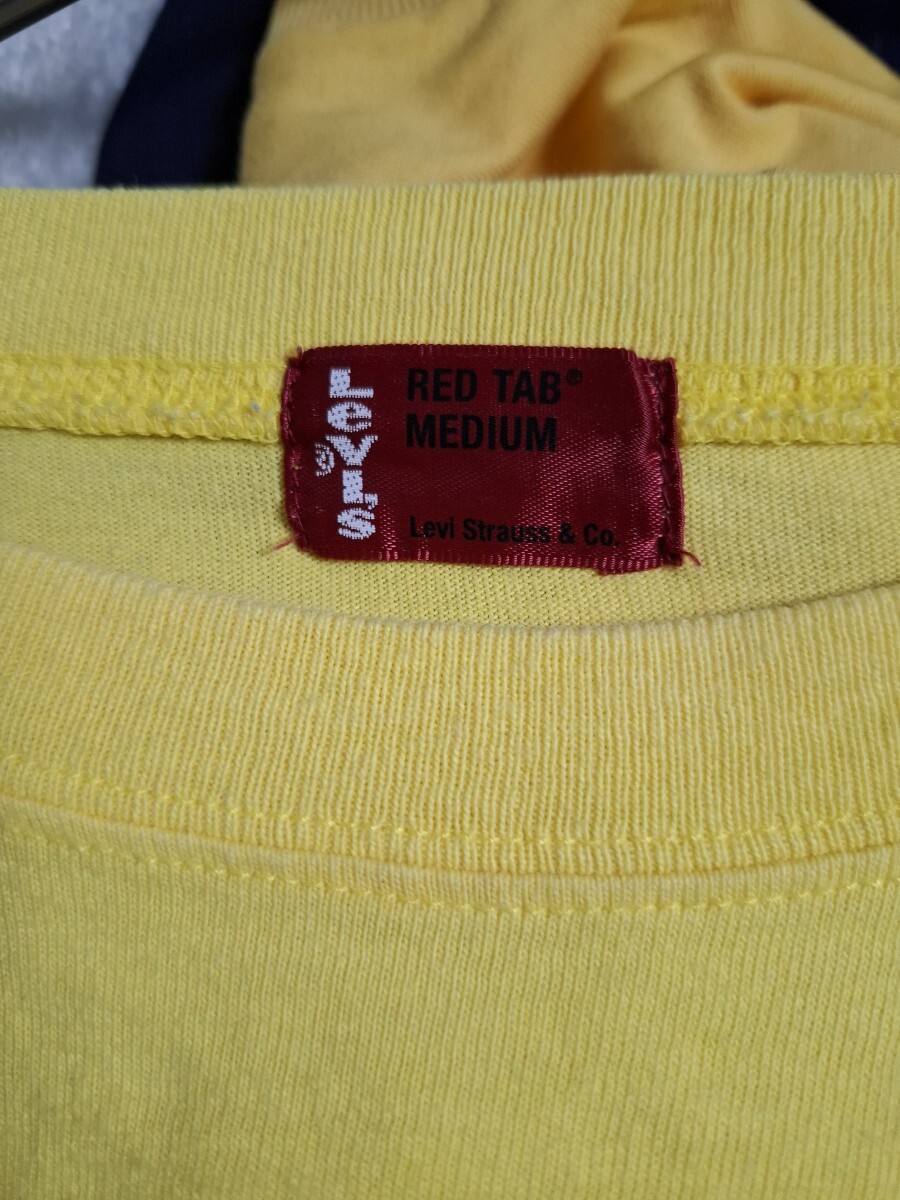 LEVI'S®
RED TAB®
MEDIUM
Levi Strauss & Co.